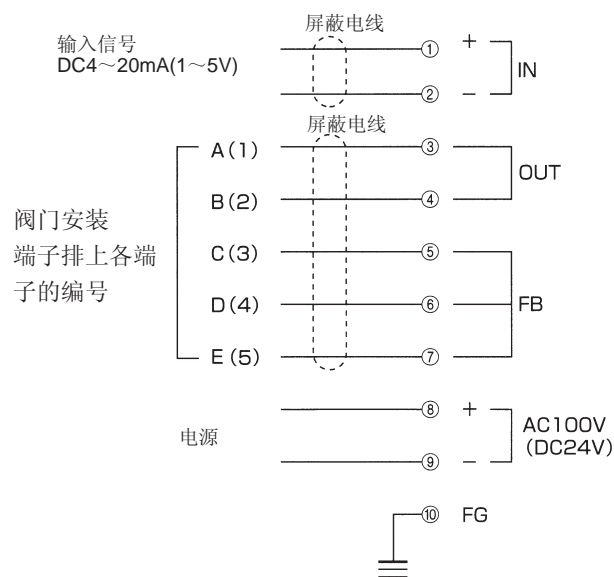 屏蔽电线
输入信号
DC4～20mA(1～5V)
① +
IN
② −
屏蔽电线
A(1) ③
OUT
B(2) ④
阀门安装
端子排上各端
子的编号
C(3) ⑤
D(4) ⑥ FB
E(5) ⑦
⑧ +
电源
AC100V
(DC24V)
⑨ −
⑩ FG